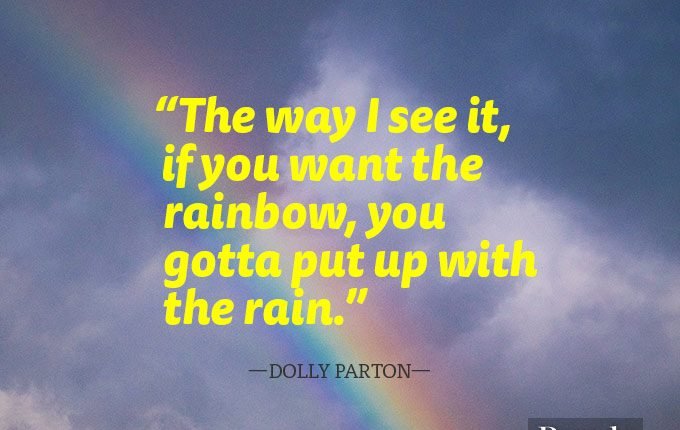 “The way I see it,
if you want the
rainbow, you
gotta put up with
the rain.”
—DOLLY PARTON—